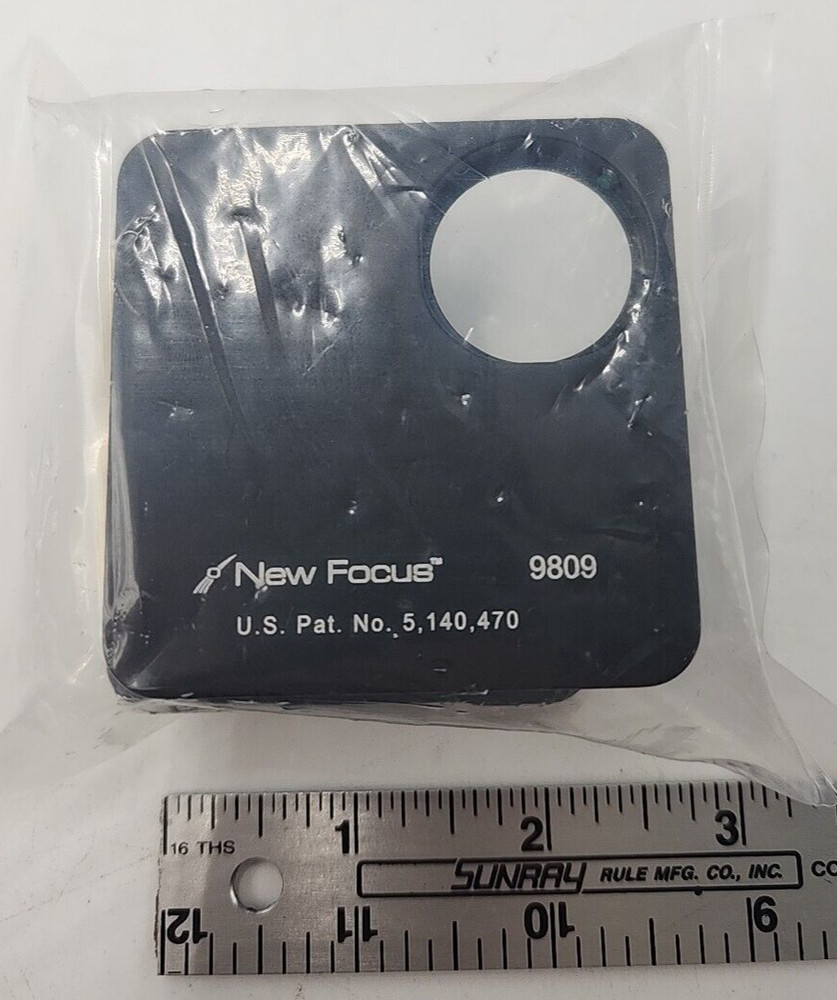 New Focus™ 9809
U.S. Pat. No. 5,140,470
1 2 3
16 THS
SUNRAY RULE MFG. CO., INC. CO
12 11 10 9